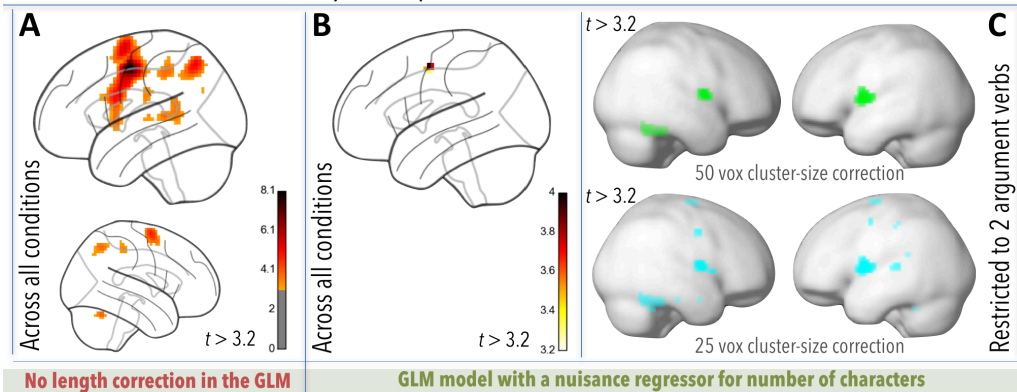 A
Across all conditions
8.1
6.1
4.1
2
0
t > 3.2
No length correction in the GLM
B
Across all conditions
4
3.8
3.6
3.4
3.2
t > 3.2
C
t > 3.2
50 vox cluster-size correction
t > 3.2
25 vox cluster-size correction
Restricted to 2 argument verbs
GLM model with a nuisance regressor for number of characters